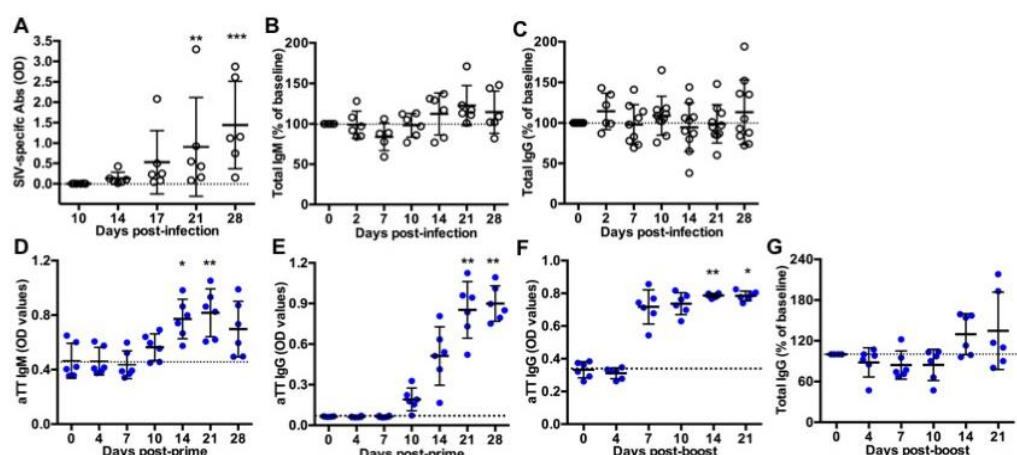 A
SIV-specifc Abs (OD)
3.5
3.0
2.5
2.0
1.5
1.0
0.5
0.0
** ***
10 14 17 21 28
Days post-infection
B
Total IgM (% of baseline)
200
150
100
50
0
0 2 7 10 14 21 28
Days post-infection
C
Total IgG (% of baseline)
200
150
100
50
0
0 2 7 10 14 21 28
Days post-infection
D
aTT IgM (OD values)
1.2
0.8
0.4
0.0
* **
0 4 7 10 14 21 28
Days post-prime
E
aTT IgG (OD values)
1.2
0.9
0.6
0.3
0.0
** **
0 4 7 10 14 21 28
Days post-prime
F
aTT IgG (OD values)
1.0
0.8
0.6
0.4
0.2
0.0
** *
0 4 7 10 14 21
Days post-boost
G
Total IgG (% of baseline)
240
180
120
60
0
0 4 7 10 14 21
Days post-boost